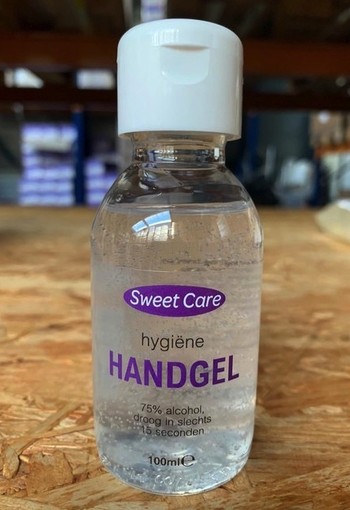 Sweet Care
hygiëne
HANDGEL
75% alcohol,
droog in slechts
15 seconden
100ml℮